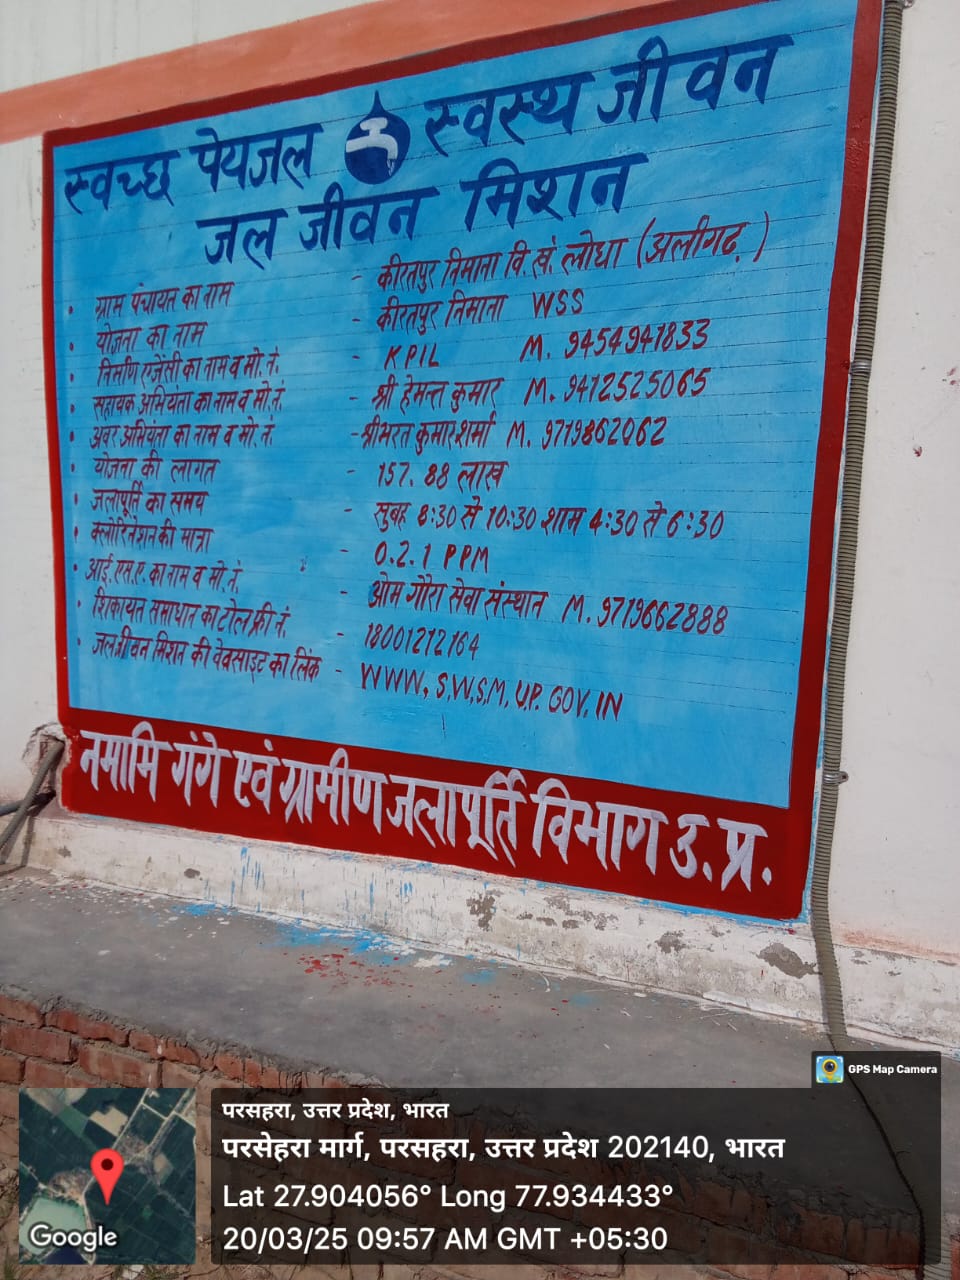 स्वच्छ पेयजल स्वस्थ जीवन
जल जीवन मिशन
• ग्राम पंचायत का नाम - कीरतपुर निमाना वि.खं. लोधा (अलीगढ़.)
• योजना का नाम - कीरतपुर निमाना WSS
• निर्माण एजेंसी का नाम व मो. नं. - KPIL M. 9454941833
• सहायक अभियंता का नाम व मो. नं. - श्री हेमन्त कुमार M. 9412525065
• अवर अभियंता का नाम व मो. नं. - श्री भरत कुमार शर्मा M. 9719862062
• योजना की लागत - 157.88 लाख
• जलापूर्ति का समय - सुबह 8:30 से 10:30 शाम 4:30 से 6:30
• क्लोरिनेशन की मात्रा - 0.2.1 PPM
• आई.एस.ए. का नाम व मो. नं. - ओम गौरा सेवा संस्थान M. 9719662888
• शिकायत समाधान का टोल फ्री नं. - 18001212164
• जल जीवन मिशन की वेवसाइट का लिंक - WWW. S.W.S.M. U.P. GOV. IN
नमामि गंगे एवं ग्रामीण जलापूर्ति विभाग उ. प्र.
GPS Map Camera
परसहरा, उत्तर प्रदेश, भारत
परसेहरा मार्ग, परसहरा, उत्तर प्रदेश 202140, भारत
Lat 27.904056° Long 77.934433°
20/03/25 09:57 AM GMT +05:30
Google